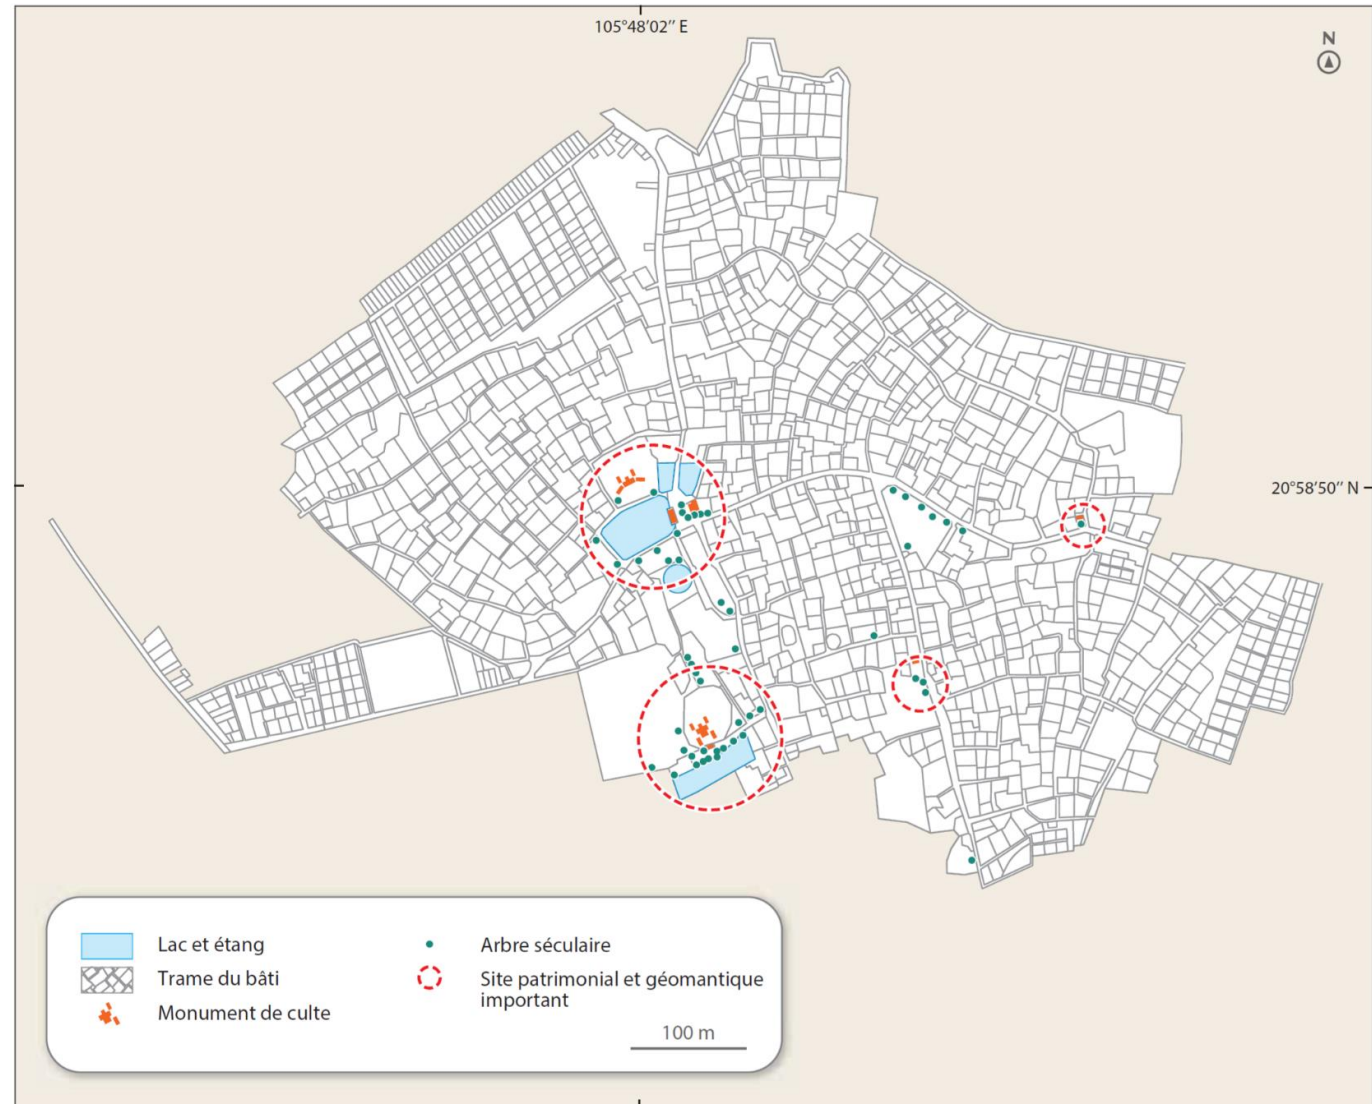 105°48’02’’ E
N
20°58’50’’ N
Lac et étang
Trame du bâti
Monument de culte
Arbre séculaire
Site patrimonial et géomantique
important
100 m